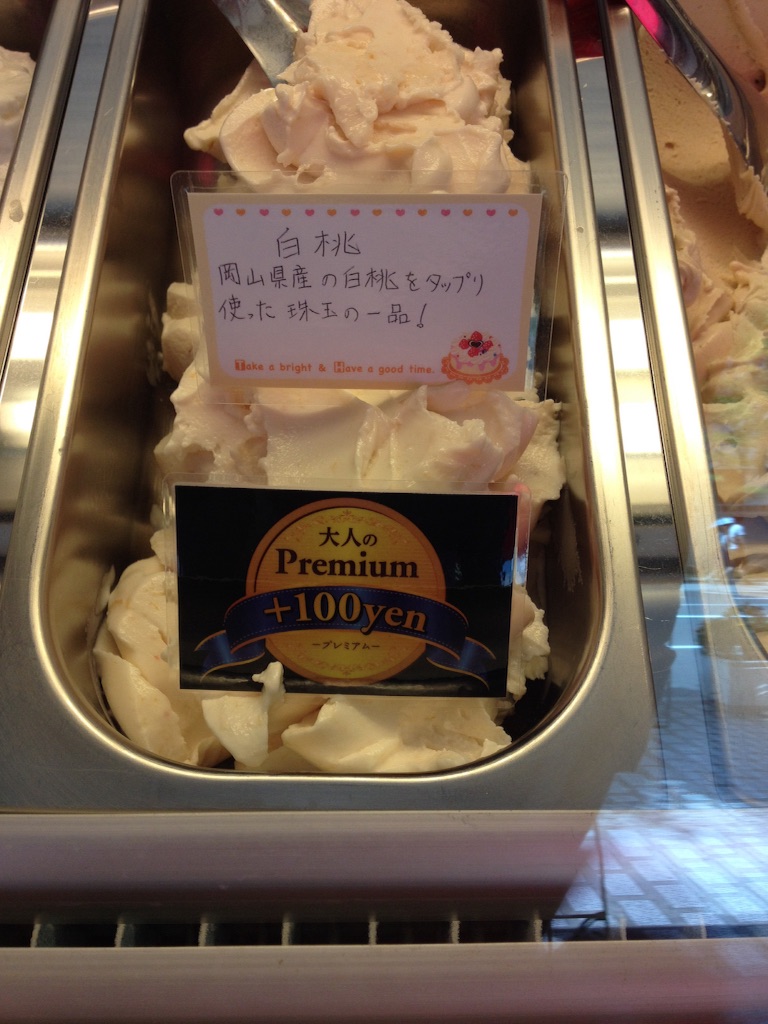 白桃
岡山県産の白桃をタップリ
使った 珠玉の一品!
Take a bright & Have a good time.
大人の
Premium
+100yen
ープレミアムー